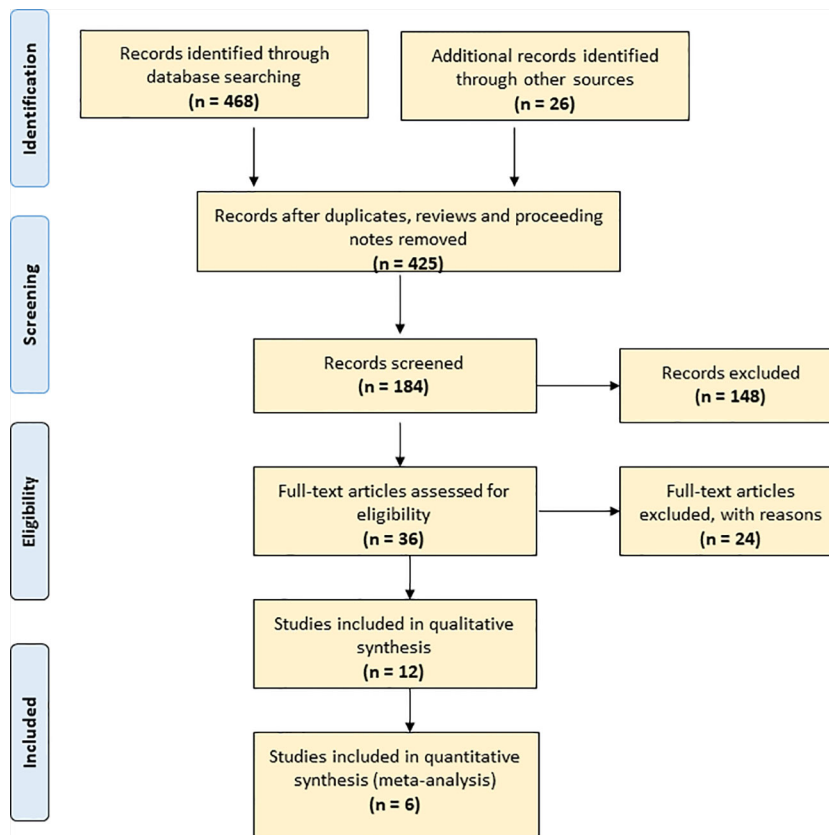 Identification
Records identified through
database searching
(n = 468)
Additional records identified
through other sources
(n = 26)
Records after duplicates, reviews and proceeding
notes removed
(n = 425)
Screening
Records screened
(n = 184)
Records excluded
(n = 148)
Eligibility
Full-text articles assessed for
eligibility
(n = 36)
Full-text articles
excluded, with reasons
(n = 24)
Studies included in qualitative
synthesis
(n = 12)
Included
Studies included in quantitative
synthesis (meta-analysis)
(n = 6)